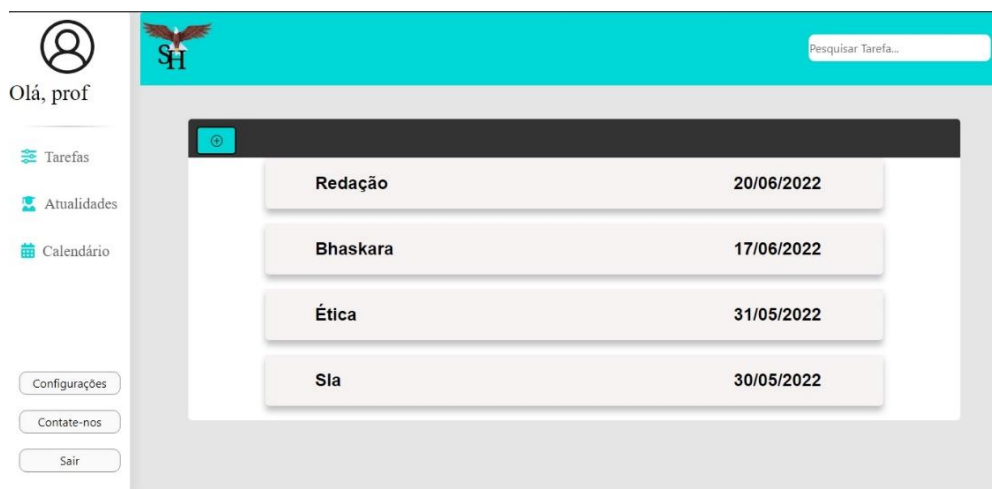 Olá, prof
Tarefas
Atualidades
Calendário
Configurações
Contate-nos
Sair
SH
Pesquisar Tarefa...
Redação 20/06/2022
Bhaskara 17/06/2022
Ética 31/05/2022
Sla 30/05/2022